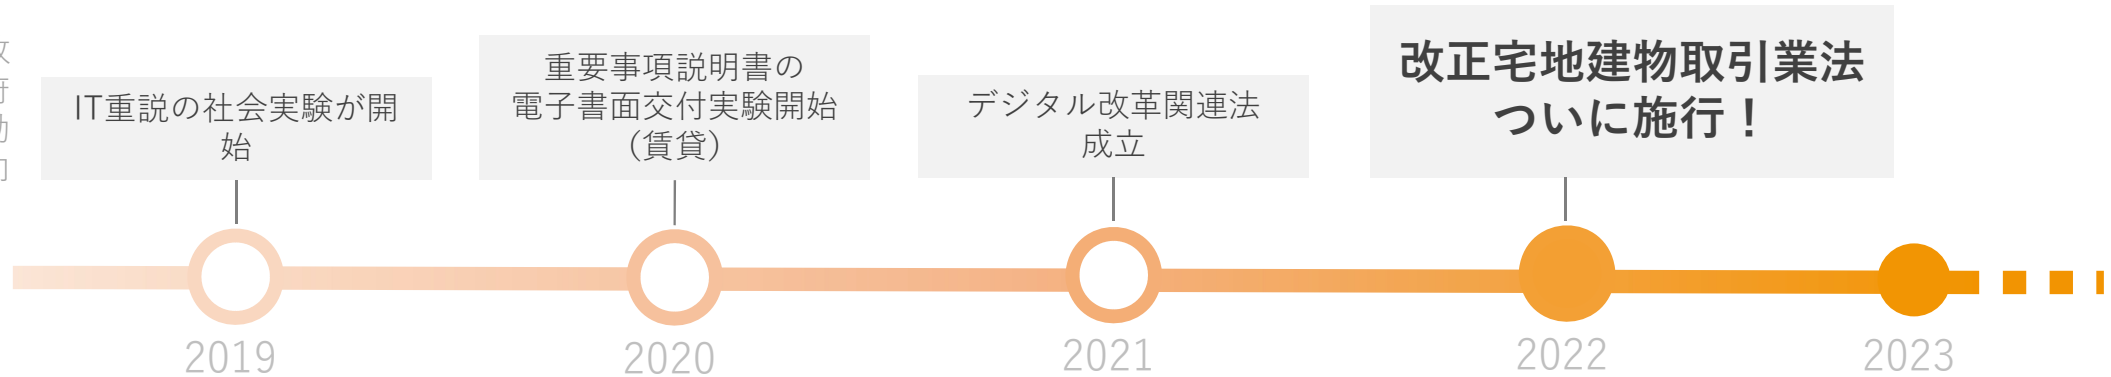 IT重説の社会実験が開
始
重要事項説明書の
電子書面交付実験開始
（賃貸）
デジタル改革関連法
成立
改正宅地建物取引業法
ついに施行！
2019
2020
2021
2022
2023